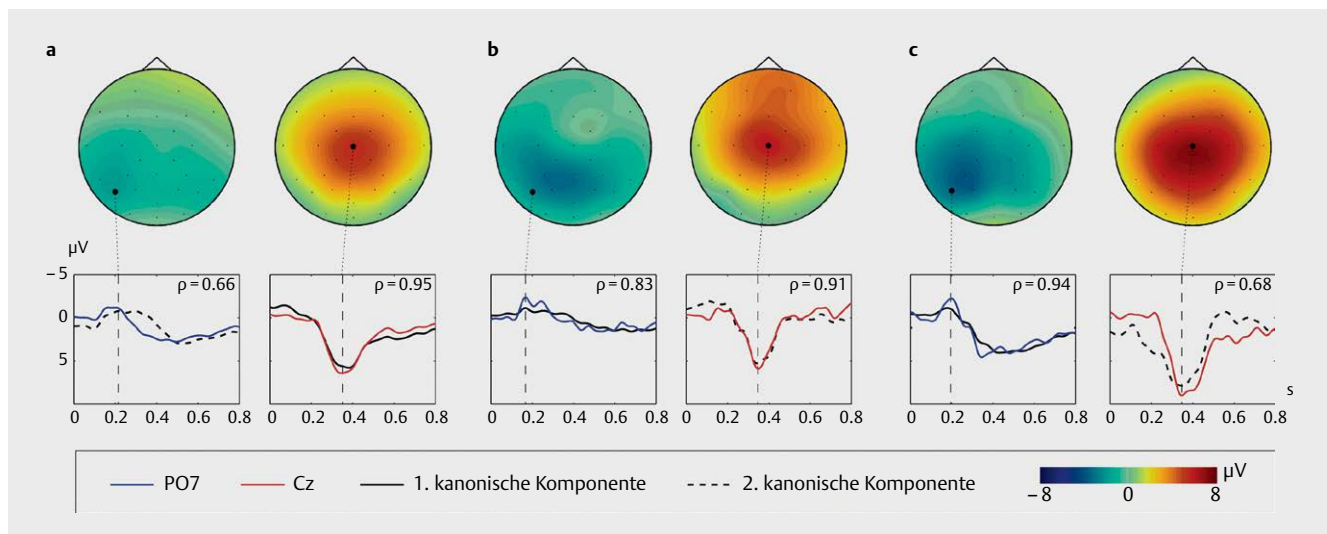 a b c
µV
−5
0
5
ρ = 0.66
ρ = 0.95
ρ = 0.83
ρ = 0.91
ρ = 0.94
ρ = 0.68
0 0.2 0.4 0.6 0.8
0 0.2 0.4 0.6 0.8
0 0.2 0.4 0.6 0.8
0 0.2 0.4 0.6 0.8
0 0.2 0.4 0.6 0.8
0 0.2 0.4 0.6 0.8
s
PO7 Cz 1. kanonische Komponente 2. kanonische Komponente
µV
−8 0 8